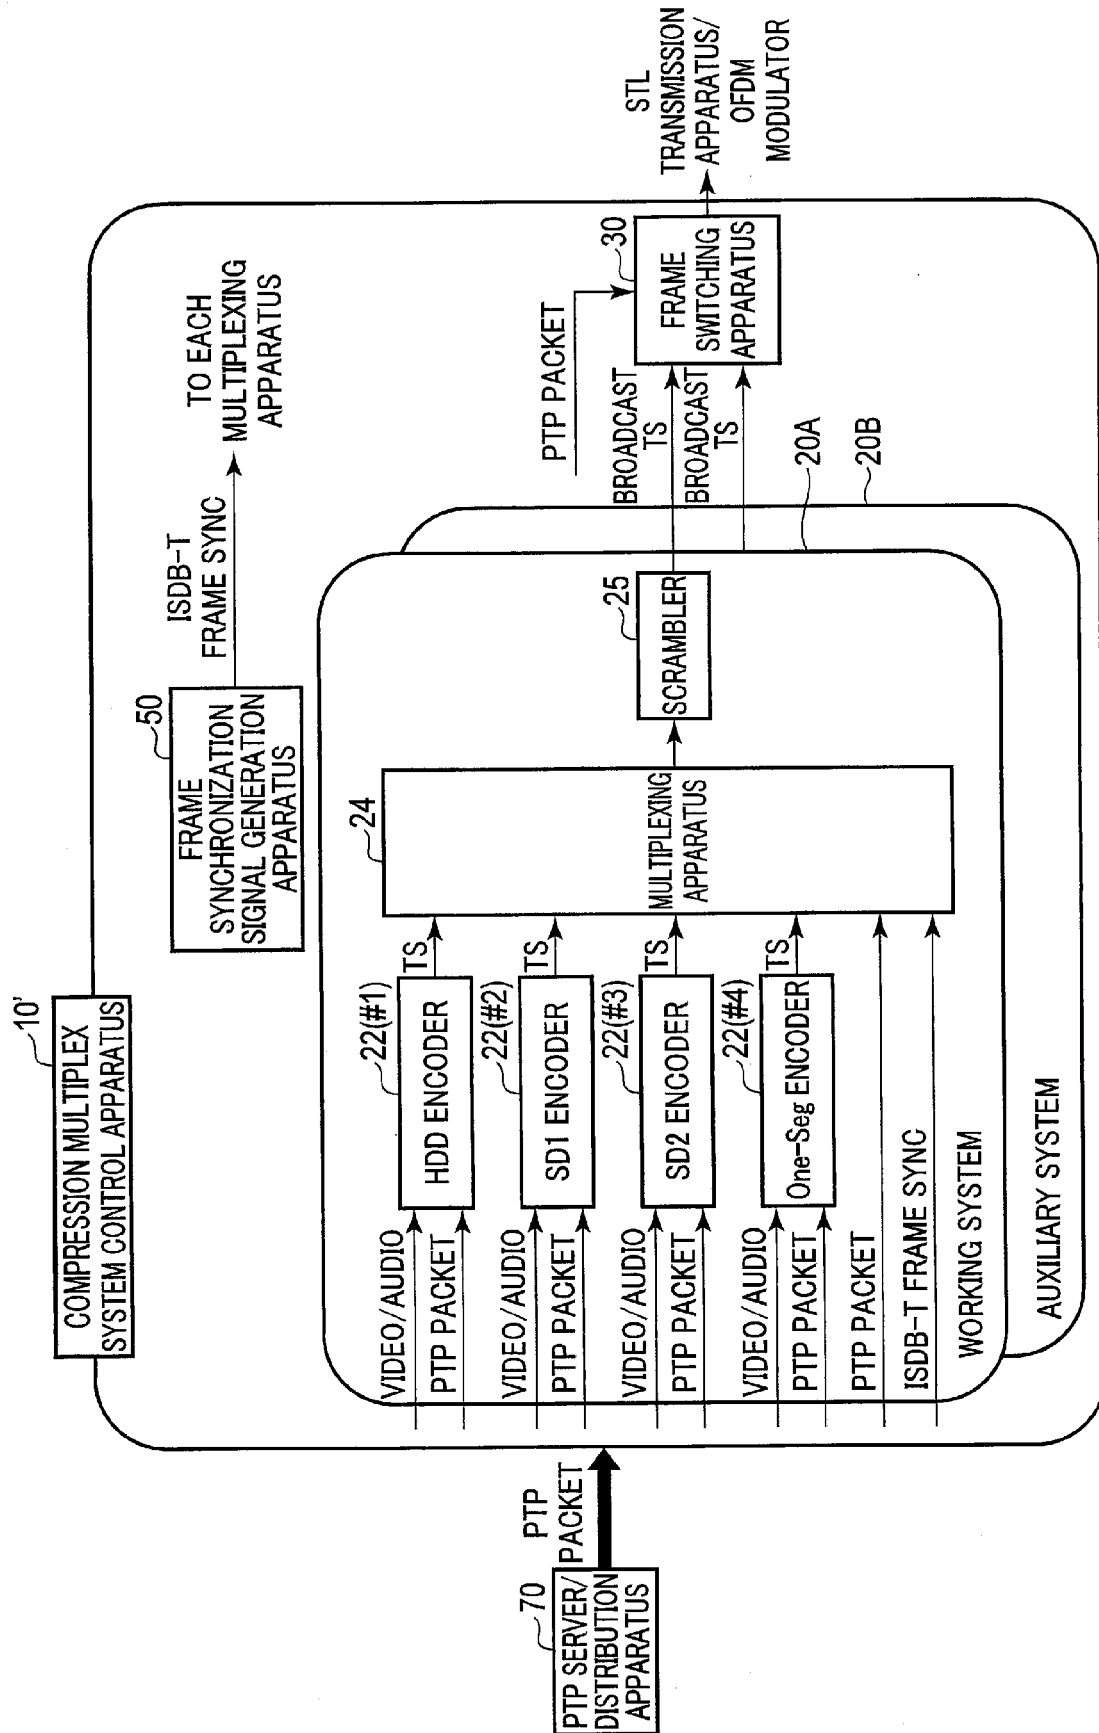 10'
COMPRESSION MULTIPLEX
SYSTEM CONTROL APPARATUS
50
FRAME
SYNCHRONIZATION
SIGNAL GENERATION
APPARATUS
ISDB-T
FRAME SYNC
TO EACH
MULTIPLEXING
APPARATUS
70
PTP SERVER/
DISTRIBUTION
APPARATUS
PTP
PACKET
VIDEO/AUDIO
PTP PACKET
22(#1)
HDD ENCODER
TS
VIDEO/AUDIO
PTP PACKET
22(#2)
SD1 ENCODER
TS
VIDEO/AUDIO
PTP PACKET
22(#3)
SD2 ENCODER
TS
VIDEO/AUDIO
PTP PACKET
22(#4)
One-Seg ENCODER
TS
PTP PACKET
ISDB-T FRAME SYNC
24
MULTIPLEXING
APPARATUS
25
SCRAMBLER
WORKING SYSTEM
AUXILIARY SYSTEM
20A
20B
BROADCAST
TS
BROADCAST
TS
PTP PACKET
30
FRAME
SWITCHING
APPARATUS
STL
TRANSMISSION
APPARATUS/
OFDM
MODULATOR